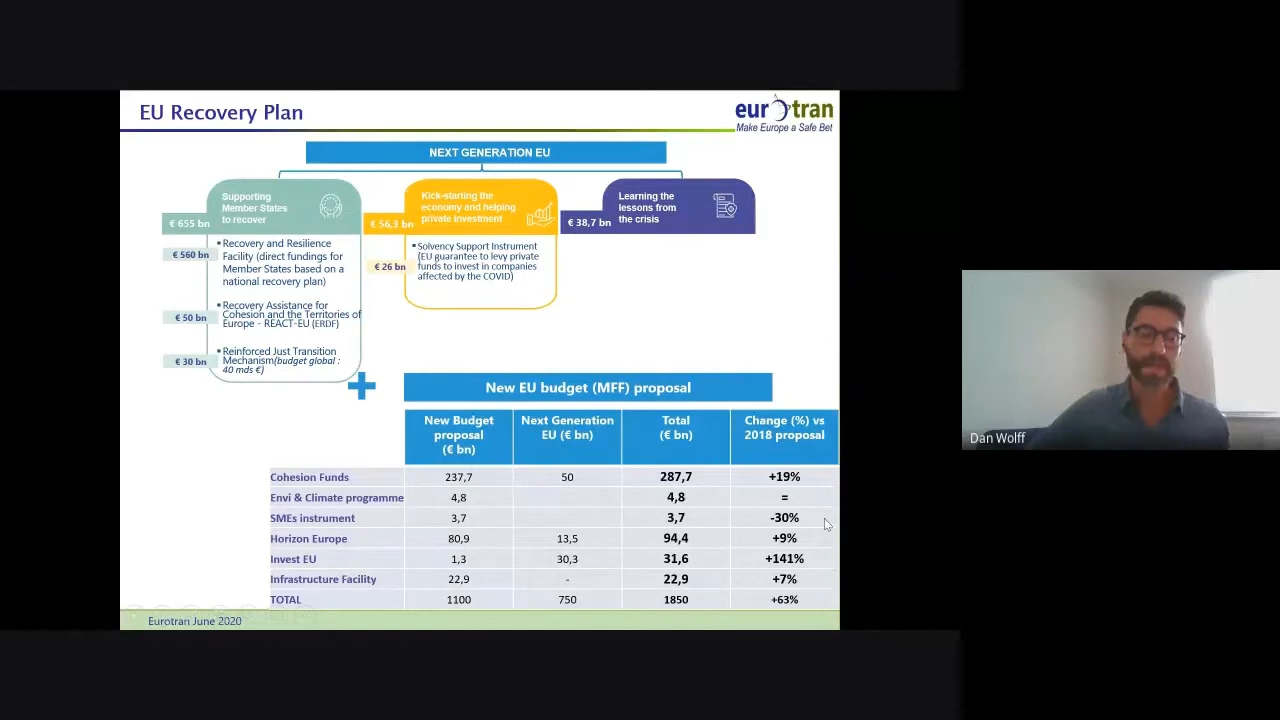 EU Recovery Plan
eur tran
Make Europe a Safe Bet
NEXT GENERATION EU
Supporting
Member States
to recover
€ 655 bn
€ 560 bn
▪Recovery and Resilience
Facility (direct fundings for
Member States based on a
national recovery plan)
€ 50 bn
▪Recovery Assistance for
Cohesion and the Territories of
Europe - REACT-EU (ERDF)
€ 30 bn
▪Reinforced Just Transition
Mechanism(budget global :
40 mds €)
Kick-starting the
economy and helping
private investment
€ 56,3 bn
€ 26 bn
▪Solvency Support Instrument
(EU guarantee to levy private
funds to invest in companies
affected by the COVID)
Learning the
lessons from
the crisis
€ 38,7 bn
New EU budget (MFF) proposal
New Budget proposal (€ bn) Next Generation EU (€ bn) Total (€ bn) Change (%) vs 2018 proposal
Cohesion Funds 237,7 50 287,7 +19%
Envi & Climate programme 4,8 4,8 =
SMEs instrument 3,7 3,7 -30%
Horizon Europe 80,9 13,5 94,4 +9%
Invest EU 1,3 30,3 31,6 +141%
Infrastructure Facility 22,9 - 22,9 +7%
TOTAL 1100 750 1850 +63%
Eurotran June 2020
Dan Wolff